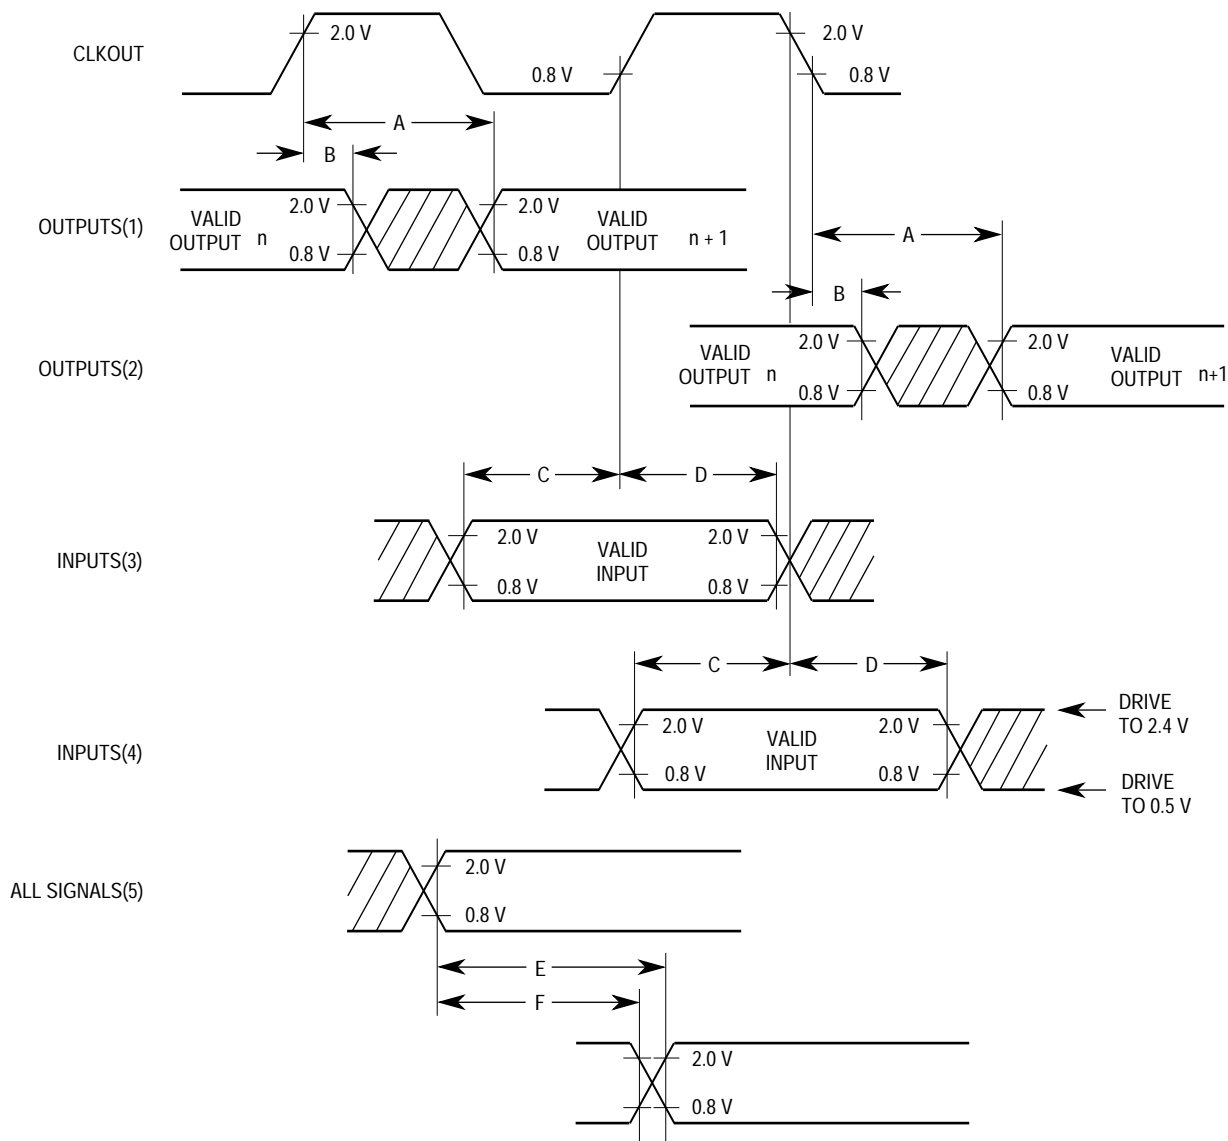 CLKOUT
2.0 V
0.8 V
2.0 V
0.8 V
A
B
OUTPUTS(1)
VALID
OUTPUT n
2.0 V
0.8 V
2.0 V
0.8 V
VALID
OUTPUT n + 1
A
B
OUTPUTS(2)
VALID
OUTPUT n
2.0 V
0.8 V
2.0 V
0.8 V
VALID
OUTPUT n+1
C
D
INPUTS(3)
2.0 V
0.8 V
VALID
INPUT
2.0 V
0.8 V
C
D
INPUTS(4)
2.0 V
0.8 V
VALID
INPUT
2.0 V
0.8 V
DRIVE
TO 2.4 V
DRIVE
TO 0.5 V
ALL SIGNALS(5)
2.0 V
0.8 V
E
F
2.0 V
0.8 V